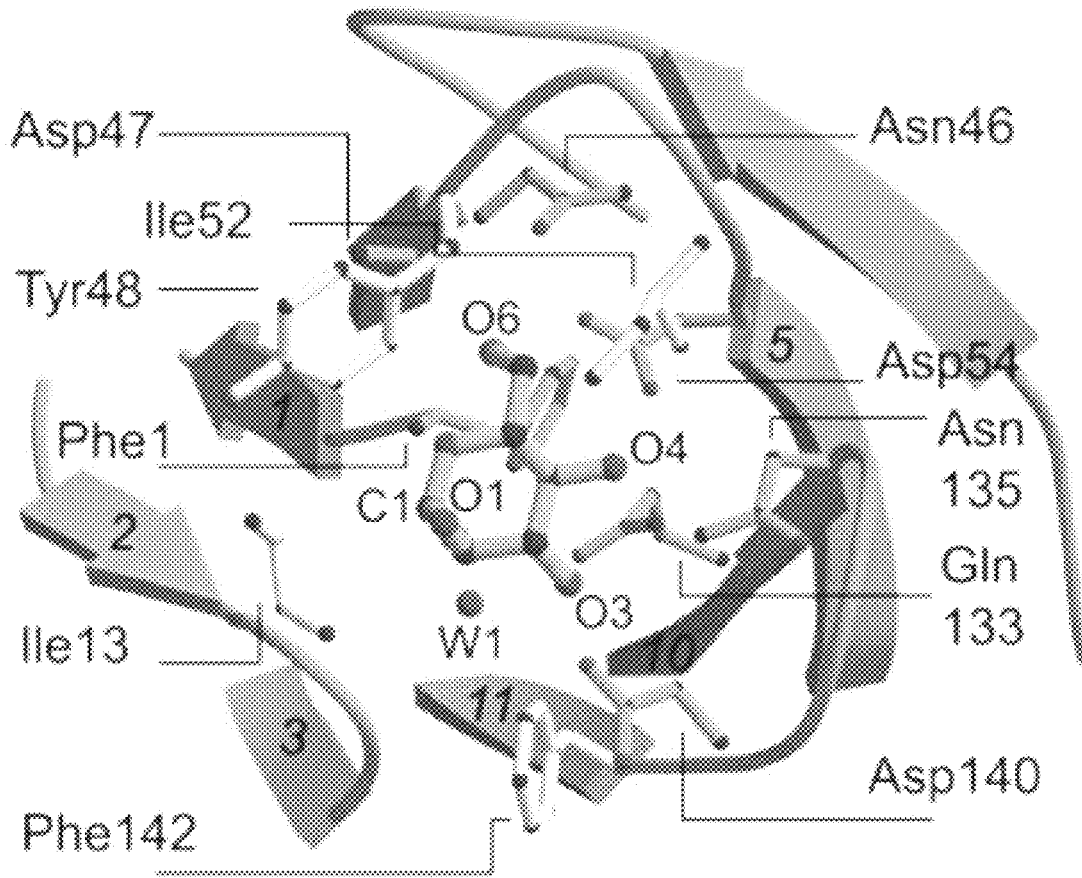 Asp47
Asn46
Ile52
Tyr48
O6
5
Asp54
1
Phe1
O4
Asn
135
C1
O1
2
Gln
133
O3
W1
Ile13
10
11
3
Asp140
Phe142